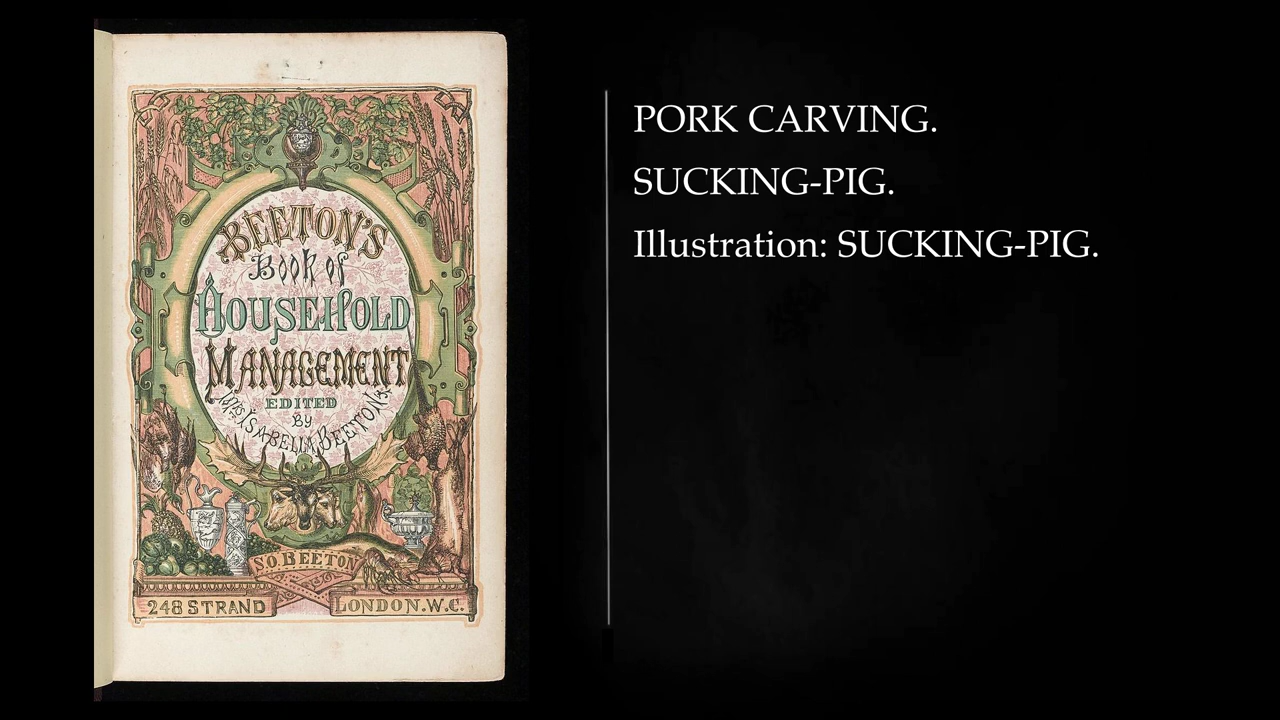 BEETON'S
Book of
HOUSEHOLD
MANAGEMENT
EDITED
BY
MRS ISABELLA BEETON
S.O. BEETON
248 STRAND
LONDON. W.C.
PORK CARVING.
SUCKING-PIG.
Illustration: SUCKING-PIG.